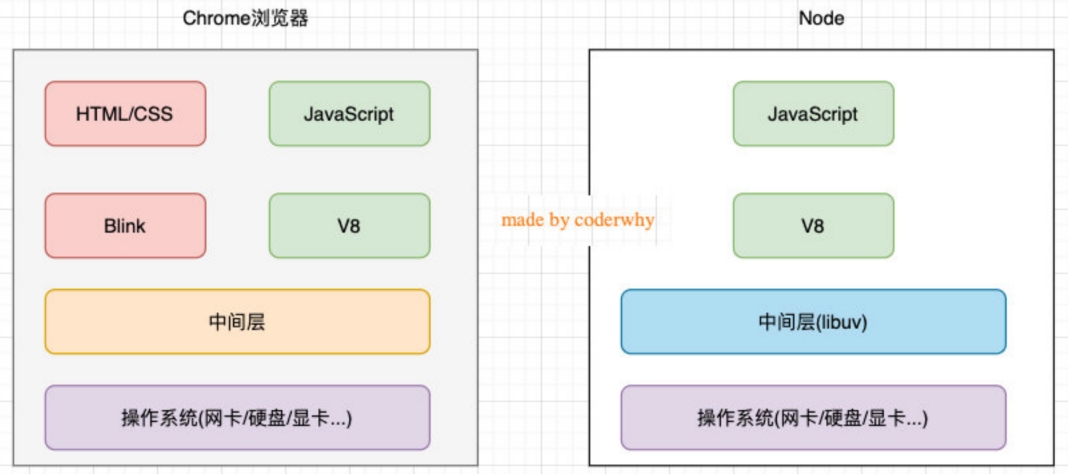 Chrome浏览器
HTML/CSS
JavaScript
Blink
V8
中间层
操作系统(网卡/硬盘/显卡...)
made by coderwhy
Node
JavaScript
V8
中间层(libuv)
操作系统(网卡/硬盘/显卡...)